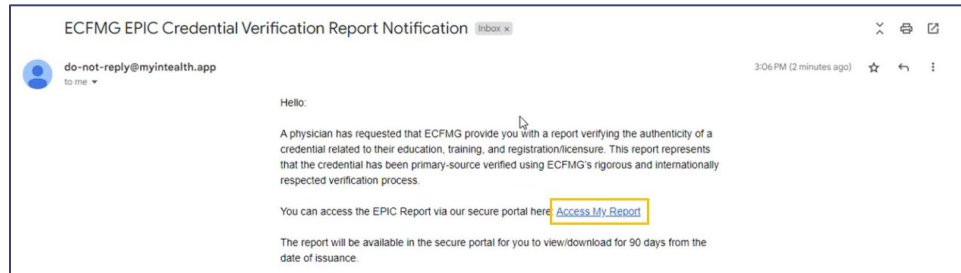 ECFMG EPIC Credential Verification Report Notification Inbox x
do-not-reply@myintealth.app 3:06 PM (2 minutes ago)
to me
Hello:
A physician has requested that ECFMG provide you with a report verifying the authenticity of a
credential related to their education, training, and registration/licensure. This report represents
that the credential has been primary-source verified using ECFMG's rigorous and internationally
respected verification process.
You can access the EPIC Report via our secure portal here: Access My Report
The report will be available in the secure portal for you to view/download for 90 days from the
date of issuance.